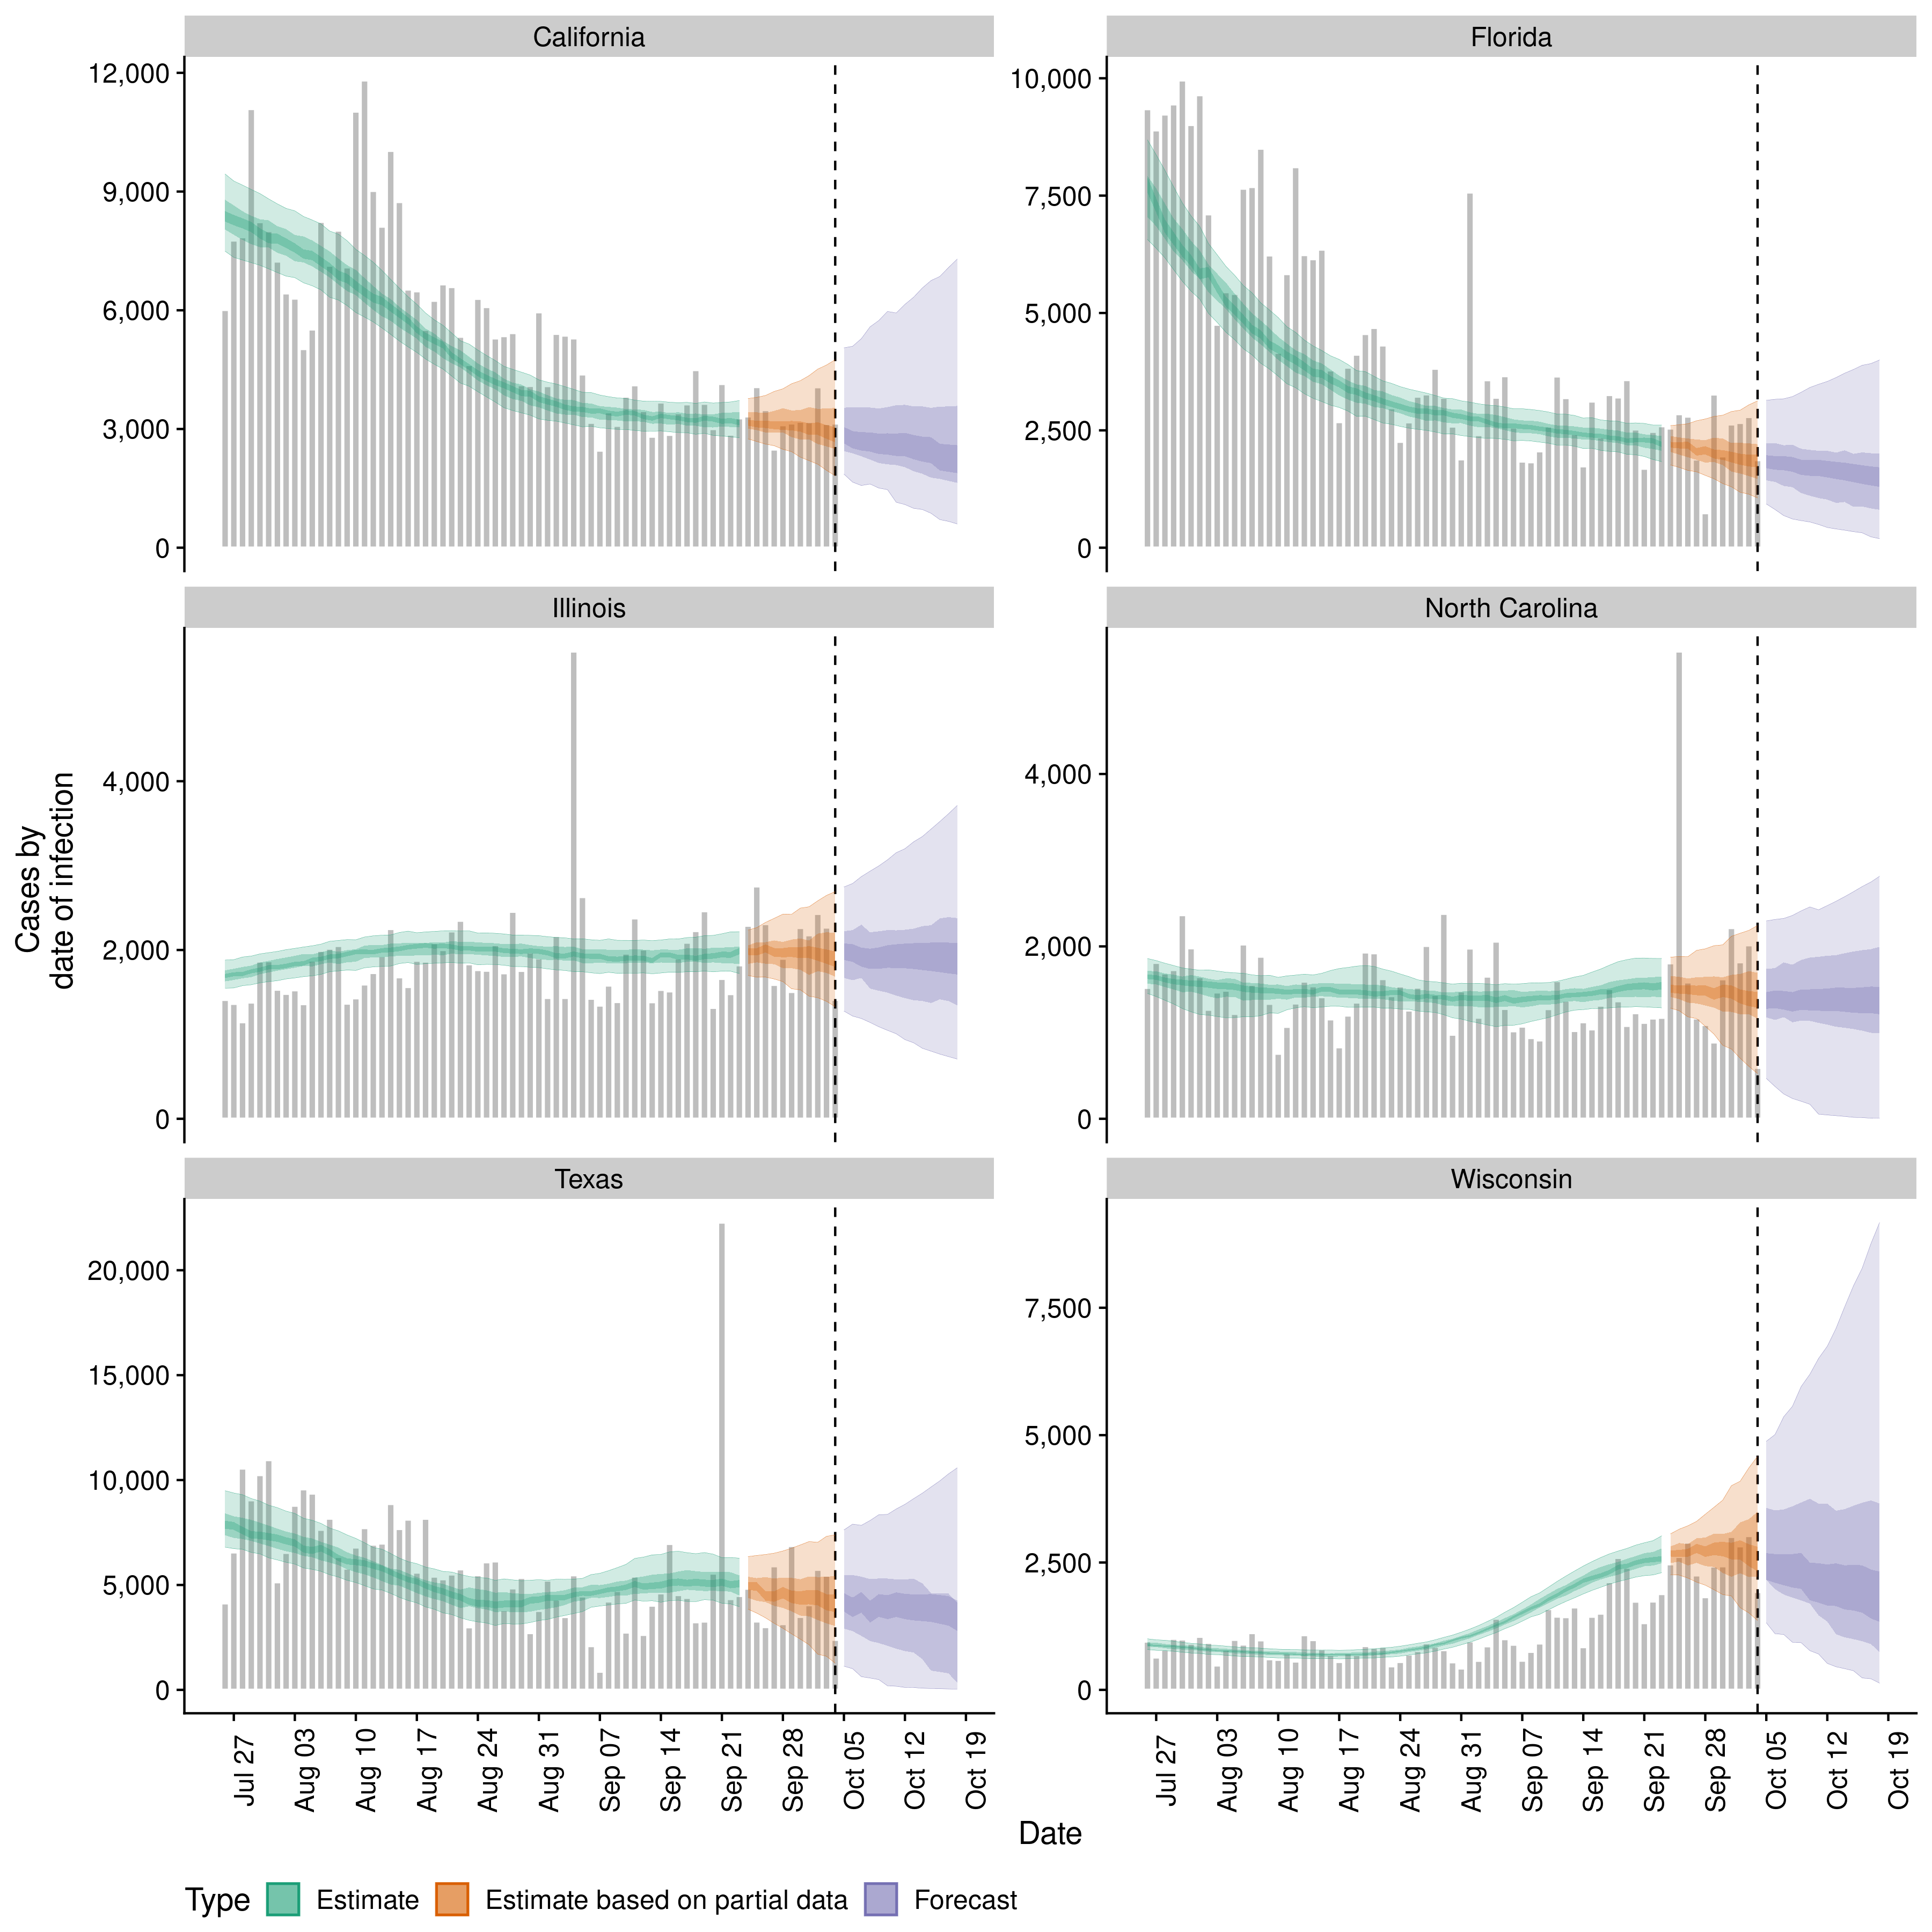 California
Florida
12,000
9,000
6,000
3,000
0
10,000
7,500
5,000
2,500
0
Illinois
North Carolina
4,000
2,000
0
4,000
2,000
0
Cases by
date of infection
Texas
Wisconsin
20,000
15,000
10,000
5,000
0
7,500
5,000
2,500
0
Jul 27
Aug 03
Aug 10
Aug 17
Aug 24
Aug 31
Sep 07
Sep 14
Sep 21
Sep 28
Oct 05
Oct 12
Oct 19
Jul 27
Aug 03
Aug 10
Aug 17
Aug 24
Aug 31
Sep 07
Sep 14
Sep 21
Sep 28
Oct 05
Oct 12
Oct 19
Date
Type Estimate Estimate based on partial data Forecast